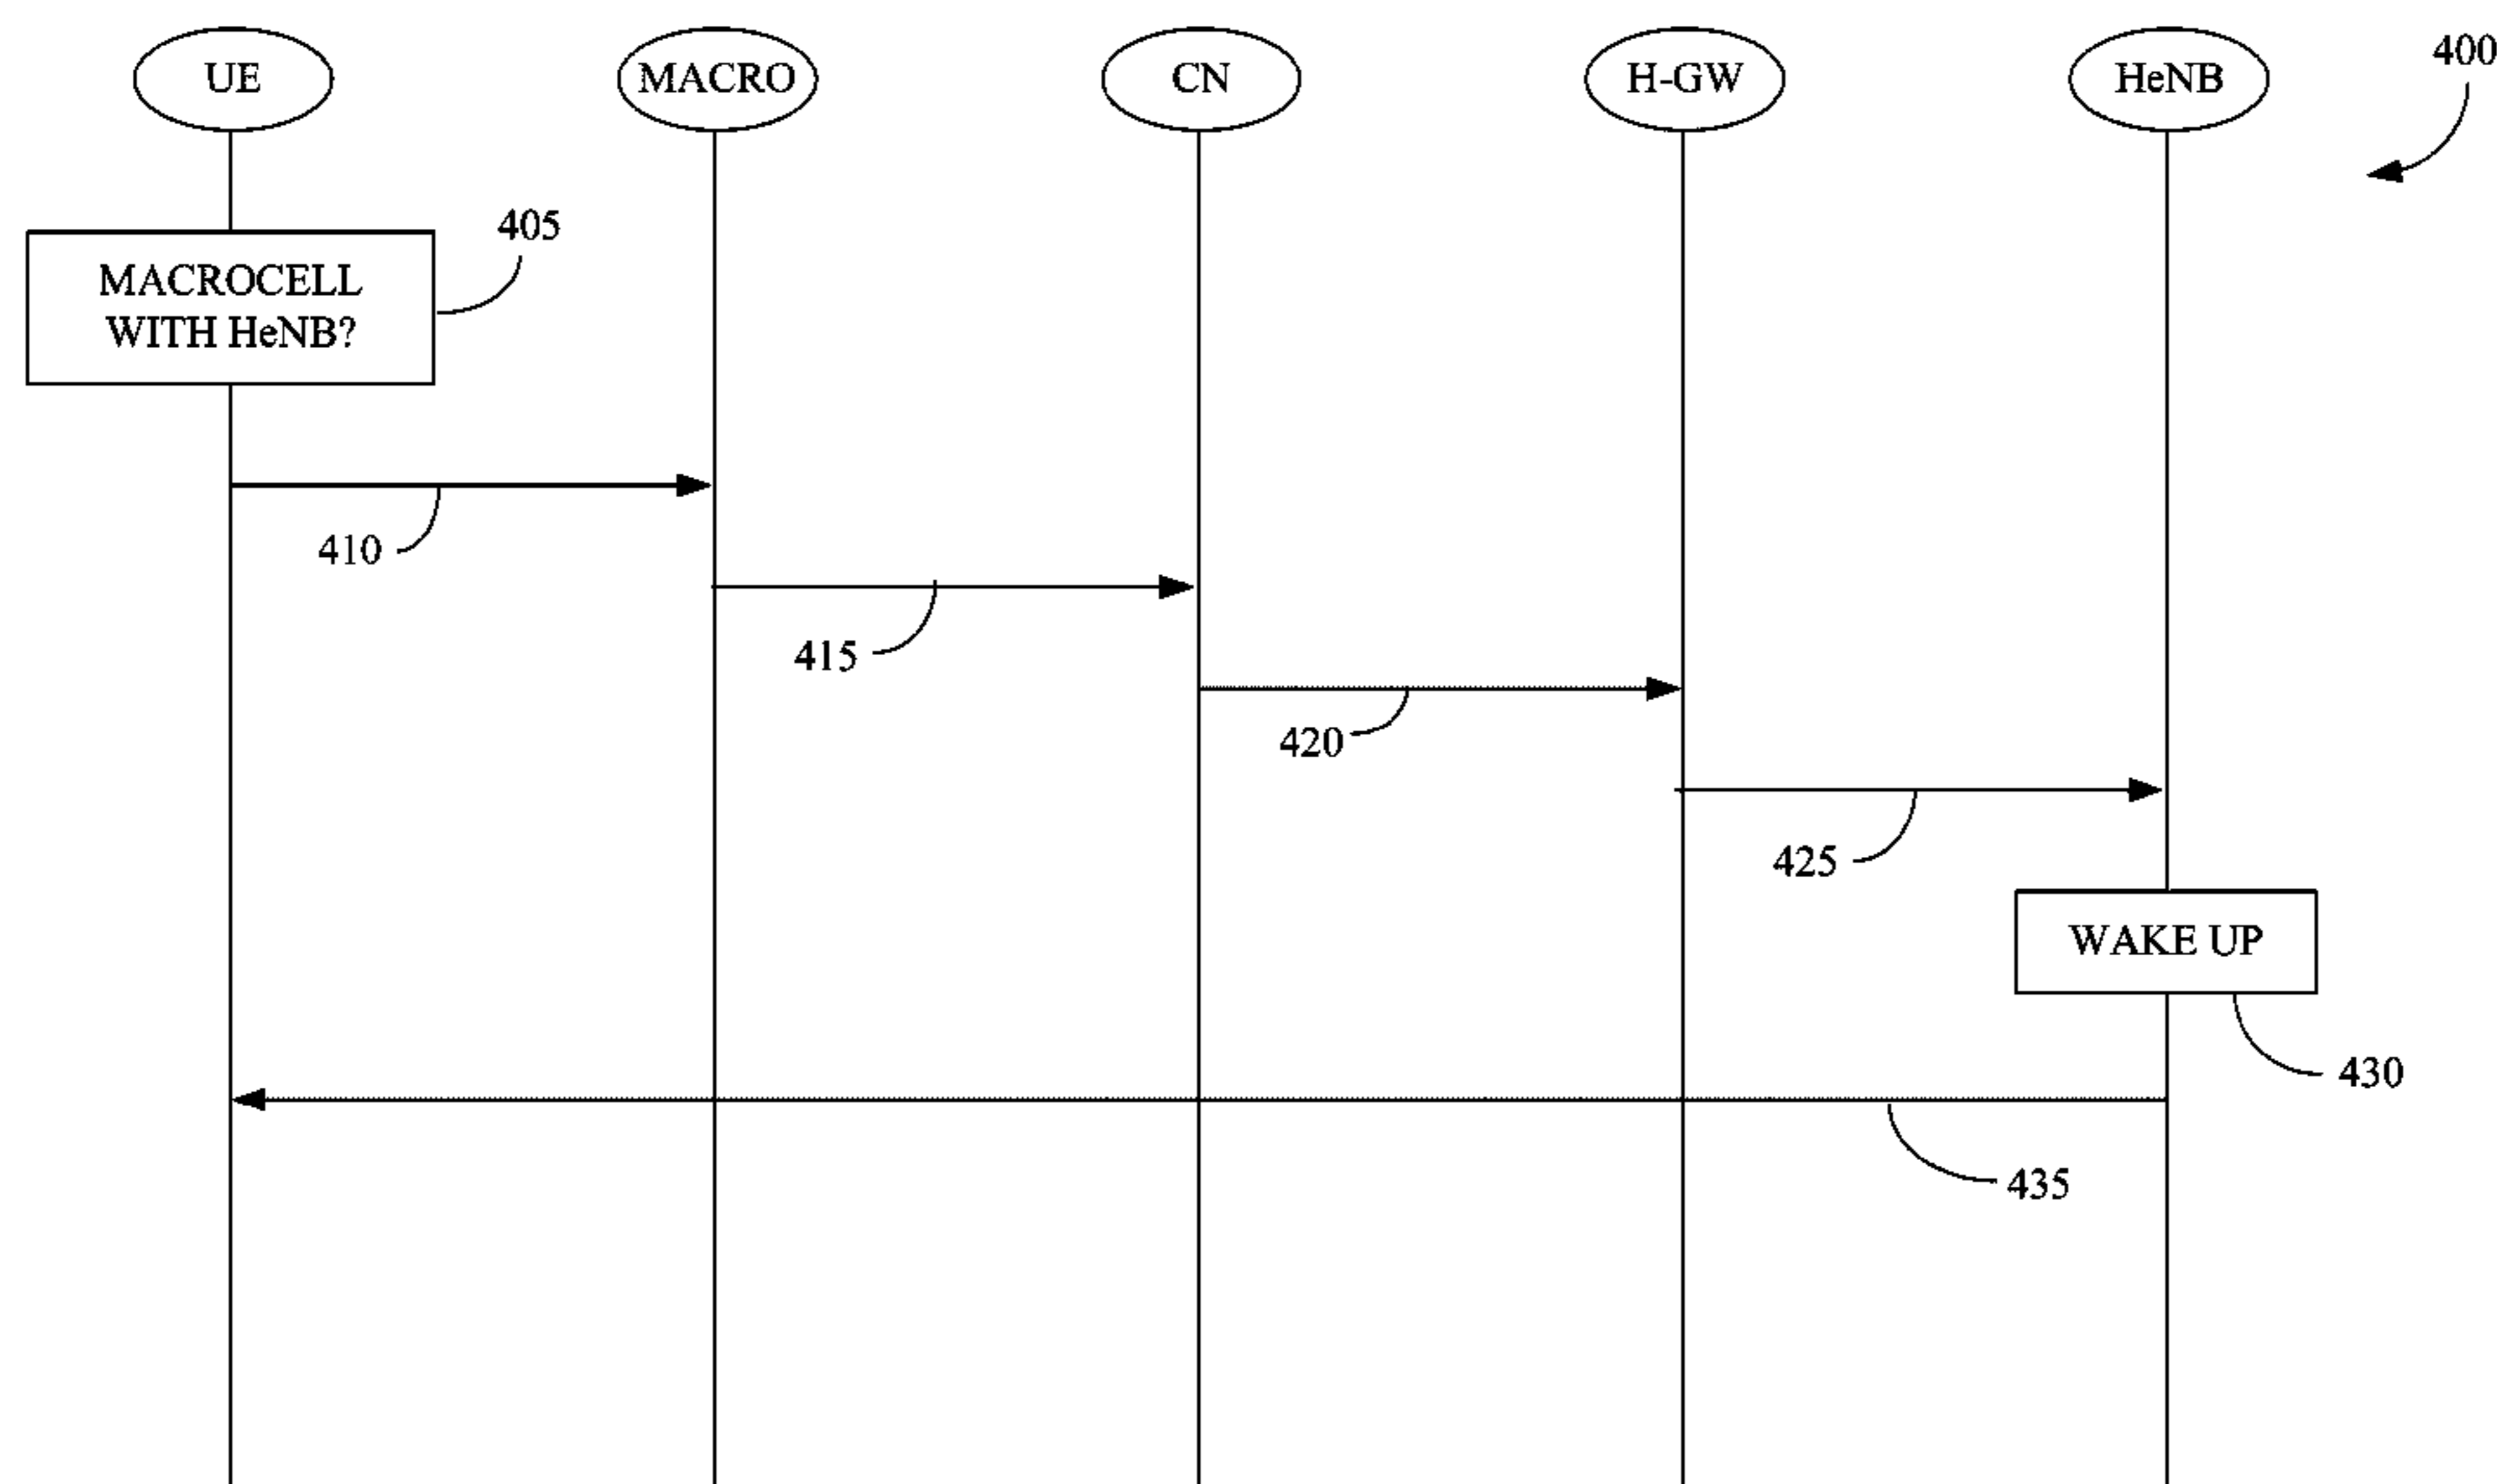 UE
MACRO
CN
H-GW
HeNB
400
405
MACROCELL
WITH HeNB?
410
415
420
425
WAKE UP
430
435